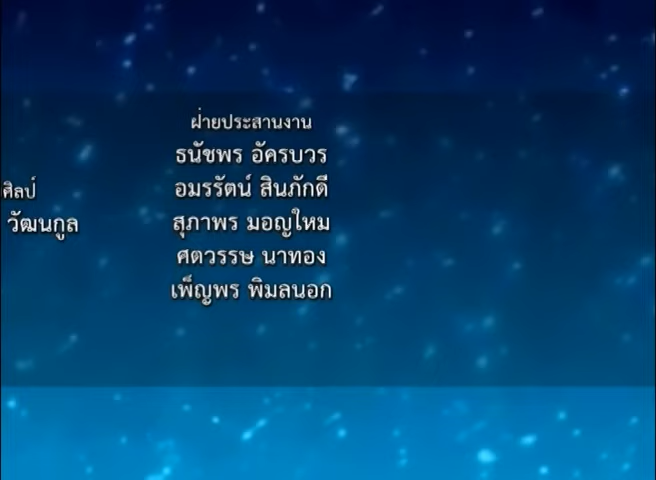 ฝ่ายประสานงาน
ธนัชพร อัครบวร
ศิลป์
อมรรัตน์ สินภักดี
วัฒนกูล
สุภาพร มอญใหม
ศตวรรษ นาทอง
เพ็ญพร พิมลนอก